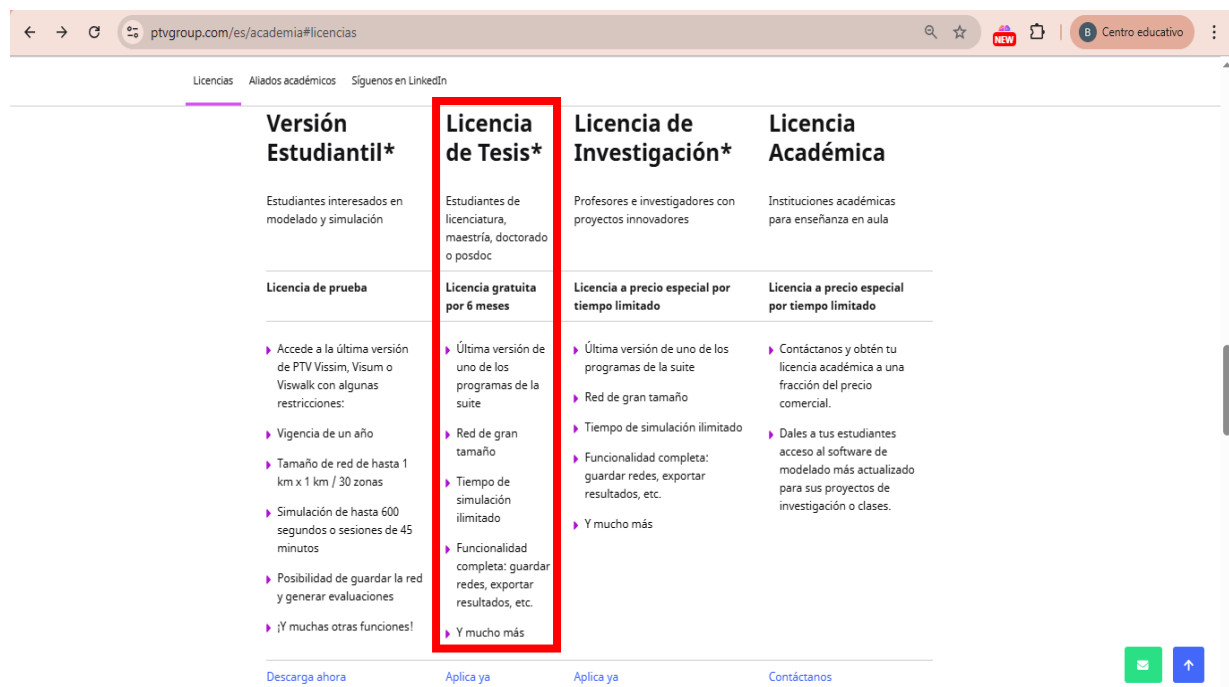 ptvgroup.com/es/academia#licencias
NEW
B
Centro educativo
Licencias
Aliados académicos
Síguenos en LinkedIn
Versión
Estudiantil*
Estudiantes interesados en
modelado y simulación
Licencia de prueba
Accede a la última versión
de PTV Vissim, Visum o
Viswalk con algunas
restricciones:
Vigencia de un año
Tamaño de red de hasta 1
km x 1 km / 30 zonas
Simulación de hasta 600
segundos o sesiones de 45
minutos
Posibilidad de guardar la red
y generar evaluaciones
¡Y muchas otras funciones!
Descarga ahora
Licencia
de Tesis*
Estudiantes de
licenciatura,
maestría, doctorado
o posdoc
Licencia gratuita
por 6 meses
Última versión de
uno de los
programas de la
suite
Red de gran
tamaño
Tiempo de
simulación
ilimitado
Funcionalidad
completa: guardar
redes, exportar
resultados, etc.
Y mucho más
Aplica ya
Licencia de
Investigación*
Profesores e investigadores con
proyectos innovadores
Licencia a precio especial por
tiempo limitado
Última versión de uno de los
programas de la suite
Red de gran tamaño
Tiempo de simulación ilimitado
Funcionalidad completa:
guardar redes, exportar
resultados, etc.
Y mucho más
Aplica ya
Licencia
Académica
Instituciones académicas
para enseñanza en aula
Licencia a precio especial
por tiempo limitado
Contáctanos y obtén tu
licencia académica a una
fracción del precio
comercial.
Dales a tus estudiantes
acceso al software de
modelado más actualizado
para sus proyectos de
investigación o clases.
Contáctanos